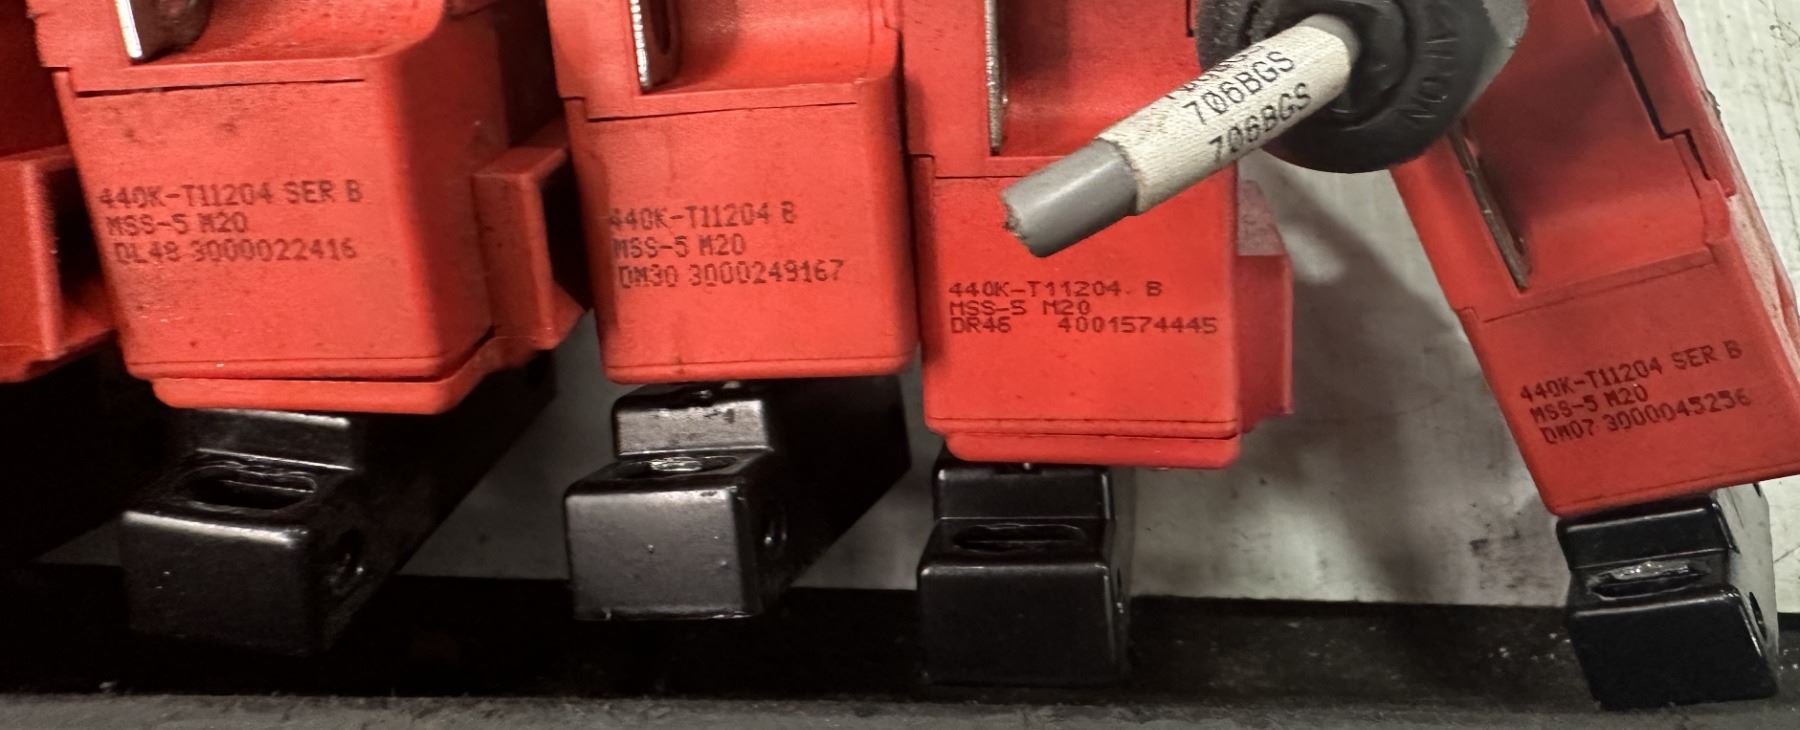 440K-T11204 SER B
MSS-5 M20
DL48 3000022416
440K-T11204 B
MSS-5 M20
DM30 3000249167
706BGS
706BGS
440K-T11204 B
MSS-5 M20
DR46 4001574445
440K-T11204 SER B
MSS-5 M20
DM07 3000045256